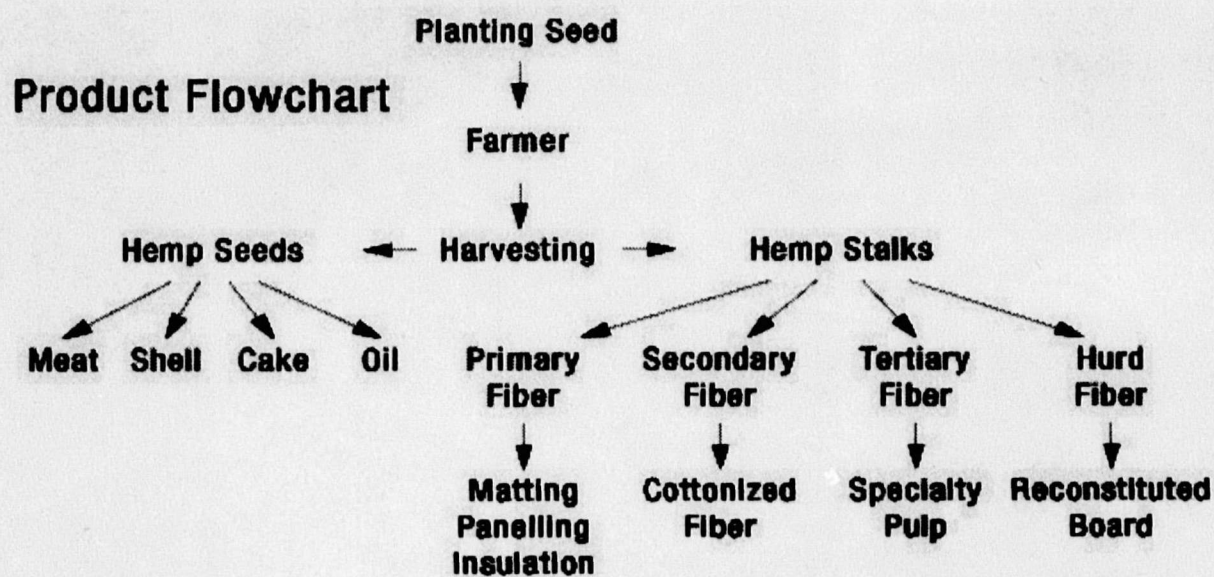 Planting Seed
Product Flowchart
Farmer
Hemp Seeds Harvesting Hemp Stalks
Meat Shell Cake Oil
Primary
Fiber
Secondary
Fiber
Tertiary
Fiber
Hurd
Fiber
Matting
Panelling
Insulation
Cottonized
Fiber
Specialty
Pulp
Reconstituted
Board